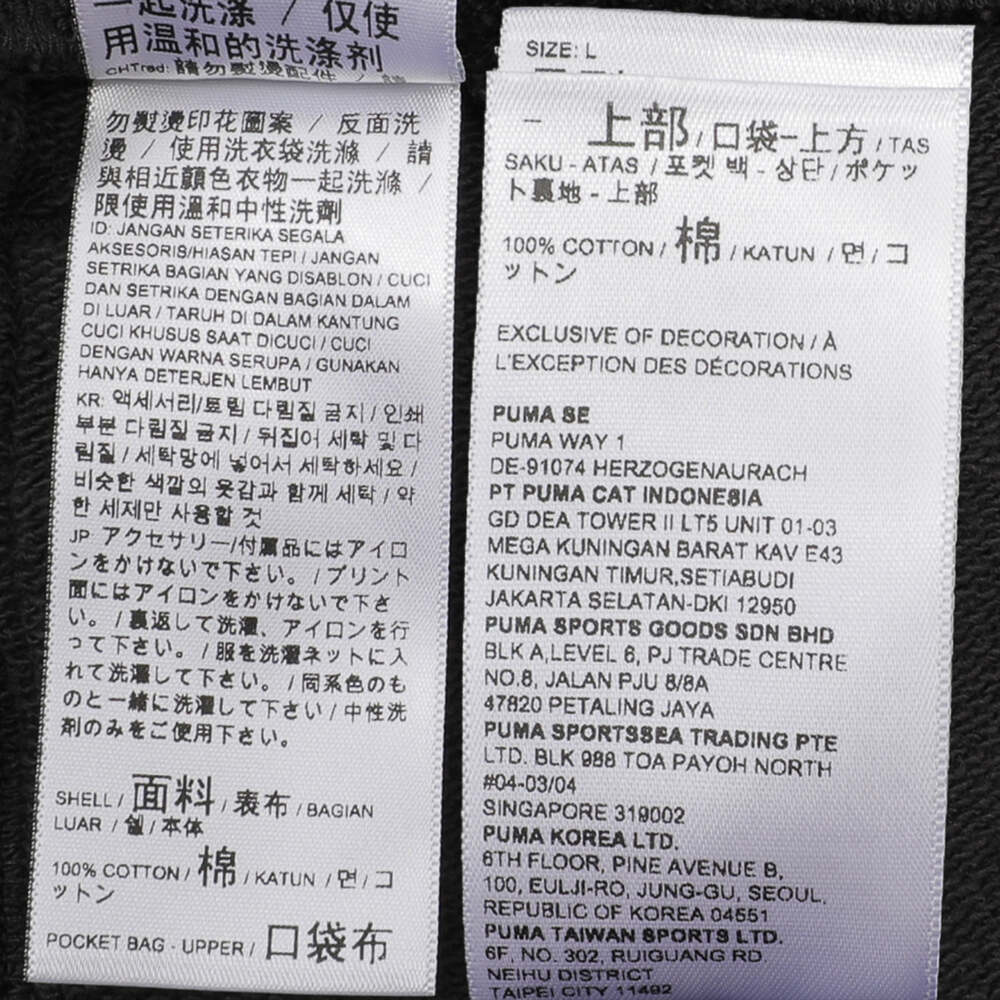 一起洗涤 / 仅使
用温和的洗涤剂
CHTrad: 請勿熨燙配件 / 請
勿熨燙印花圖案 / 反面洗
燙 / 使用洗衣袋洗滌 / 請
與相近顏色衣物一起洗滌 /
限使用溫和中性洗劑
ID: JANGAN SETERIKA SEGALA
AKSESORIS/HIASAN TEPI / JANGAN
SETRIKA BAGIAN YANG DISABLON / CUCI
DAN SETRIKA DENGAN BAGIAN DALAM
DI LUAR / TARUH DI DALAM KANTUNG
CUCI KHUSUS SAAT DICUCI / CUCI
DENGAN WARNA SERUPA / GUNAKAN
HANYA DETERJEN LEMBUT
KR: 액세서리/트림 다림질 금지 / 인쇄
부분 다림질 금지 / 뒤집어 세탁 및 다
림질 / 세탁망에 넣어서 세탁하세요 /
비슷한 색깔의 옷감과 함께 세탁 / 약
한 세제만 사용할 것
JP アクセサリー/付属品にはアイロ
ンをかけないで下さい。 / プリント
面にはアイロンをかけないで下さ
い。 / 裏返して洗濯、アイロンを行
って下さい。 / 服を洗濯ネットに入
れて洗濯して下さい。 / 同系色のも
のと一緒に洗濯して下さい / 中性洗
剤のみをご使用下さい。
SHELL / 面料 / 表布 / BAGIAN
LUAR / 쉘 / 本体
100% COTTON / 棉 / KATUN / 면 / コ
ットン
POCKET BAG - UPPER / 口袋布
SIZE: L
- 上部 / 口袋-上方 / TAS
SAKU - ATAS / 포켓 백 - 상단 / ポケッ
ト裏地 - 上部
100% COTTON / 棉 / KATUN / 면 / コ
ットン
EXCLUSIVE OF DECORATION / À
L'EXCEPTION DES DÉCORATIONS
PUMA SE
PUMA WAY 1
DE-91074 HERZOGENAURACH
PT PUMA CAT INDONESIA
GD DEA TOWER II LT5 UNIT 01-03
MEGA KUNINGAN BARAT KAV E43
KUNINGAN TIMUR,SETIABUDI
JAKARTA SELATAN-DKI 12950
PUMA SPORTS GOODS SDN BHD
BLK A,LEVEL 6, PJ TRADE CENTRE
NO.8, JALAN PJU 8/8A
47820 PETALING JAYA
PUMA SPORTSSEA TRADING PTE
LTD. BLK 988 TOA PAYOH NORTH
#04-03/04
SINGAPORE 319002
PUMA KOREA LTD.
6TH FLOOR, PINE AVENUE B,
100, EULJI-RO, JUNG-GU, SEOUL,
REPUBLIC OF KOREA 04551
PUMA TAIWAN SPORTS LTD.
6F, NO. 302, RUIGUANG RD
NEIHU DISTRICT
TAIPEI CITY 11492